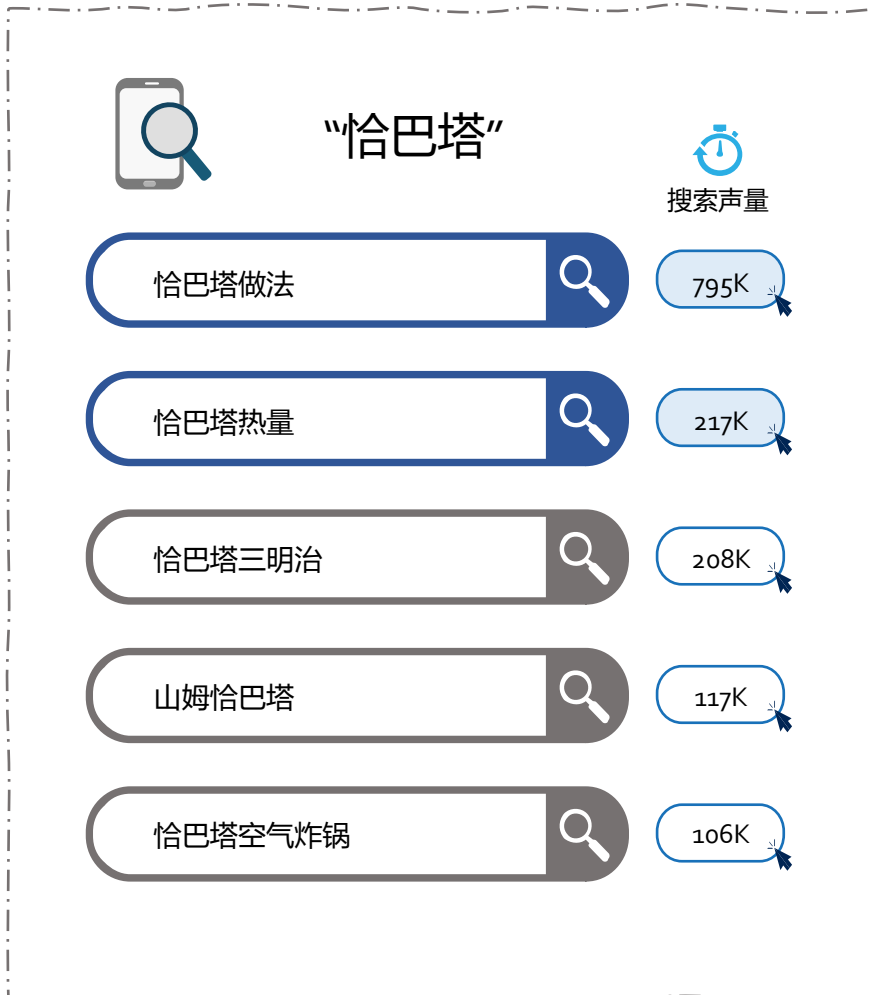 “恰巴塔”
搜索声量
恰巴塔做法
795K
恰巴塔热量
217K
恰巴塔三明治
208K
山姆恰巴塔
117K
恰巴塔空气炸锅
106K